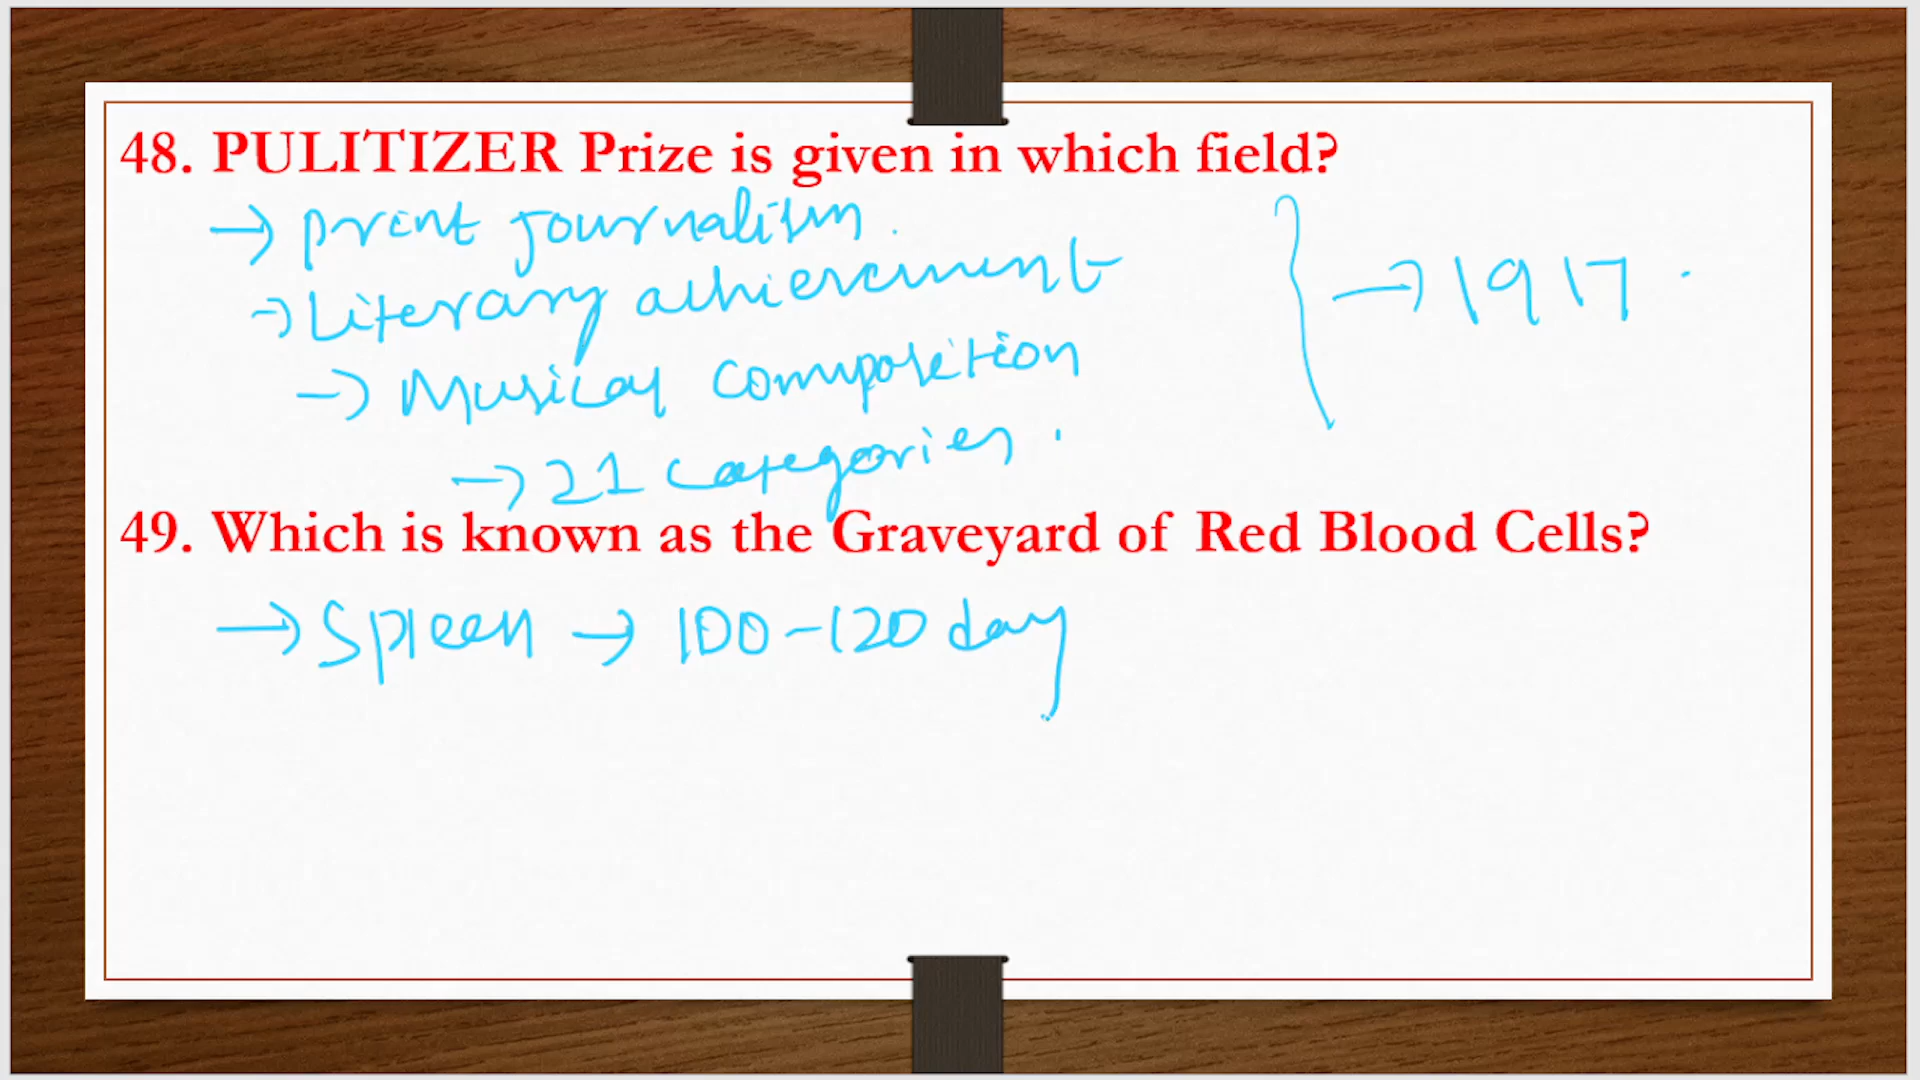 48. PULITIZER Prize is given in which field?
→ print journalism.
→ Literary achievement
→ Musical composition
→ 21 categories.
→ 1917.
49. Which is known as the Graveyard of Red Blood Cells?
→ Spleen → 100-120 day